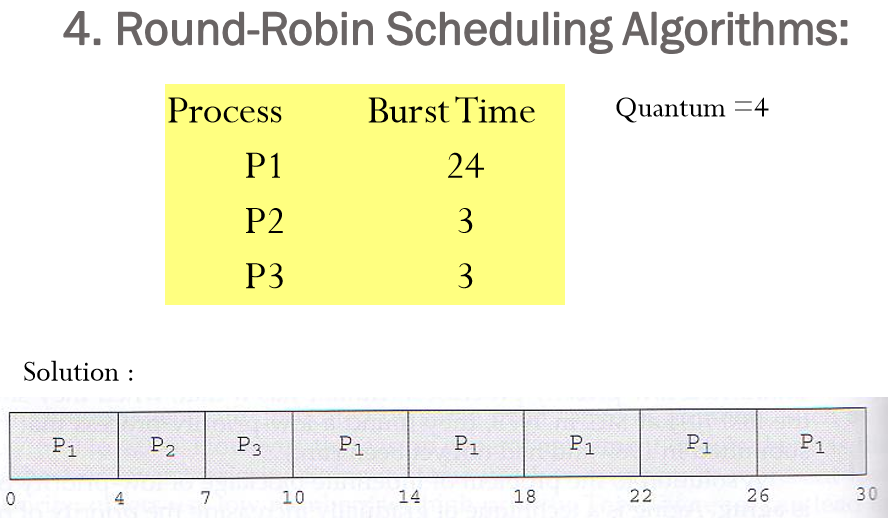 4. Round-Robin Scheduling Algorithms:
Process Burst Time Quantum =4
P1 24
P2 3
P3 3
Solution :
P1 P2 P3 P1 P1 P1 P1 P1
0 4 7 10 14 18 22 26 30